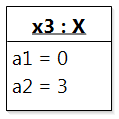 x3 : X
a1 = 0
a2 = 3